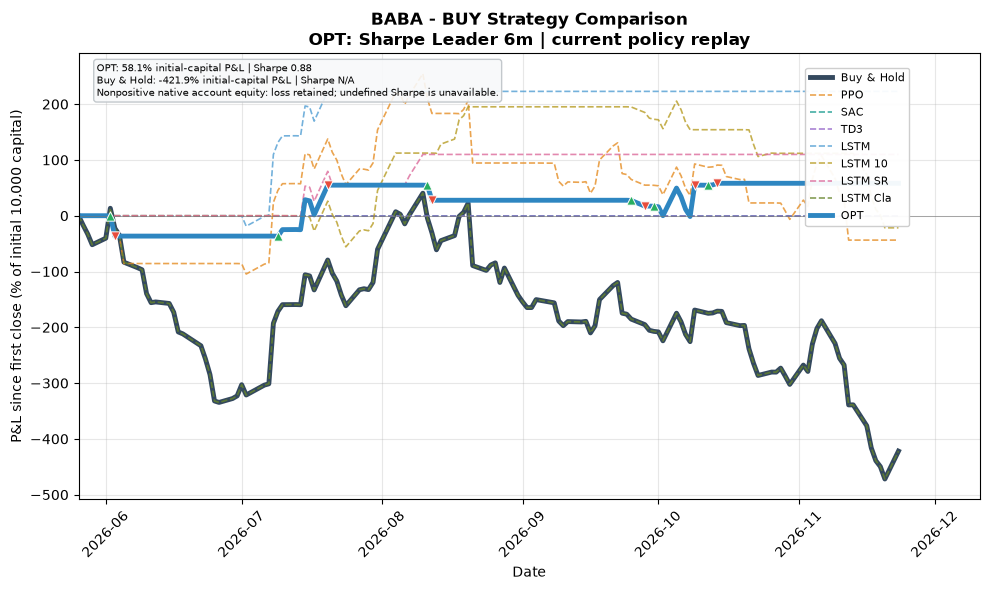 BABA - BUY Strategy Comparison
OPT: Sharpe Leader 6m | current policy replay
OPT: 58.1% initial-capital P&L | Sharpe 0.88
Buy & Hold: -421.9% initial-capital P&L | Sharpe N/A
Nonpositive native account equity: loss retained; undefined Sharpe is unavailable.
Buy & Hold
PPO
SAC
TD3
LSTM
LSTM 10
LSTM SR
LSTM Cla
OPT
P&L since first close (% of initial 10,000 capital)
200
100
0
−100
−200
−300
−400
−500
2026-06
2026-07
2026-08
2026-09
2026-10
2026-11
2026-12
Date